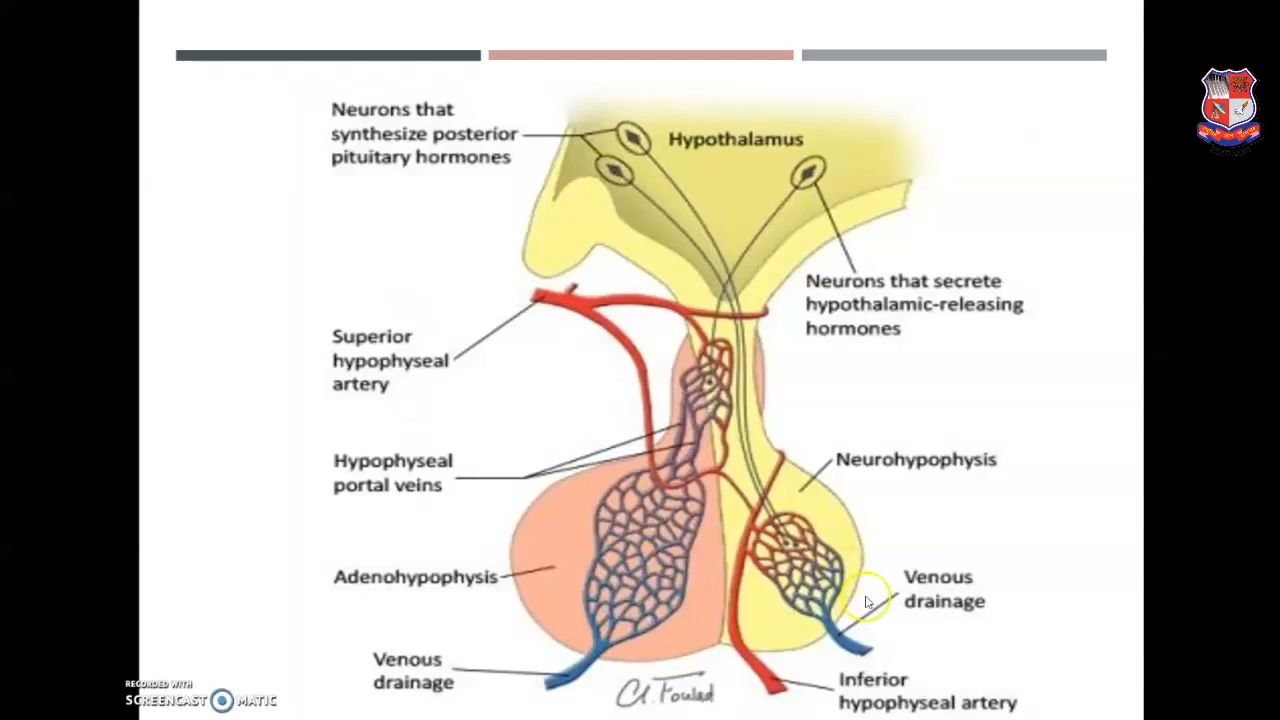 Neurons that
synthesize posterior
pituitary hormones
Hypothalamus
Neurons that secrete
hypothalamic-releasing
hormones
Superior
hypophyseal
artery
Hypophyseal
portal veins
Neurohypophysis
Adenohypophysis
Venous
drainage
Venous
drainage
Inferior
hypophyseal artery
RECORDED WITH
SCREENCAST MATIC